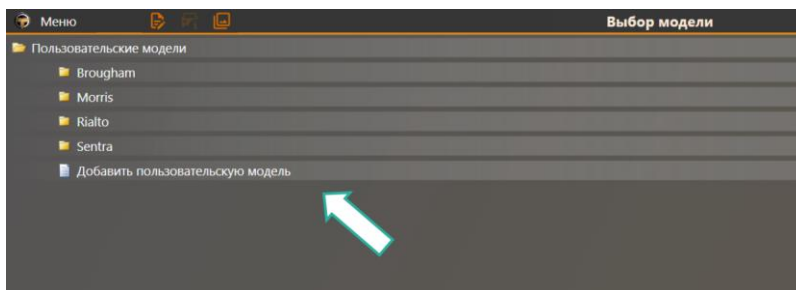 Меню
Выбор модели
Пользовательские модели
Brougham
Morris
Rialto
Sentra
Добавить пользовательскую модель